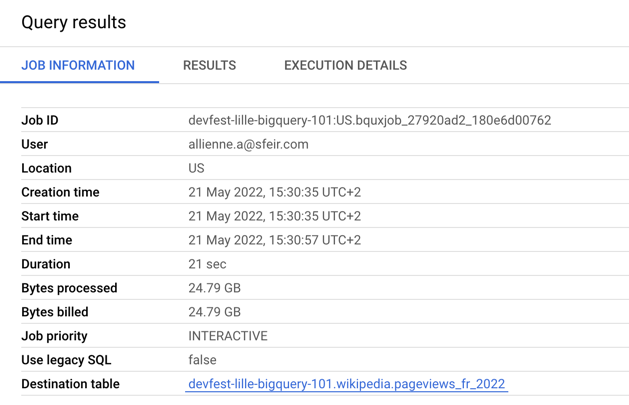 Query results
JOB INFORMATION RESULTS EXECUTION DETAILS
Job ID devfest-lille-bigquery-101:US.bquxjob_27920ad2_180e6d00762
User allienne.a@sfeir.com
Location US
Creation time 21 May 2022, 15:30:35 UTC+2
Start time 21 May 2022, 15:30:35 UTC+2
End time 21 May 2022, 15:30:57 UTC+2
Duration 21 sec
Bytes processed 24.79 GB
Bytes billed 24.79 GB
Job priority INTERACTIVE
Use legacy SQL false
Destination table devfest-lille-bigquery-101.wikipedia.pageviews_fr_2022